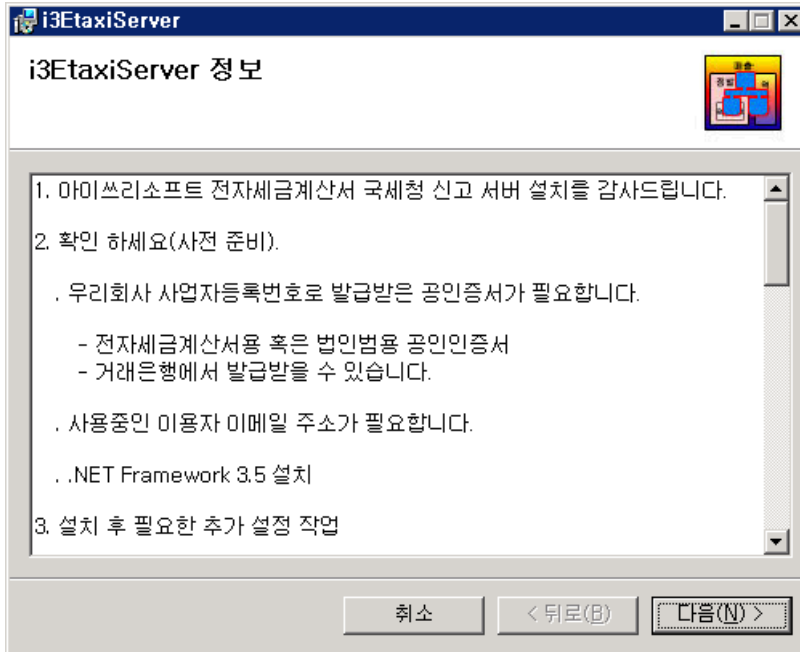 i3EtaxiServer
i3EtaxiServer 정보
매출
1. 아이쓰리소프트 전자세금계산서 국세청 신고 서버 설치를 감사드립니다.
2. 확인 하세요(사전 준비).
. 우리회사 사업자등록번호로 발급받은 공인증서가 필요합니다.
- 전자세금계산서용 혹은 법인범용 공인인증서
- 거래은행에서 발급받을 수 있습니다.
. 사용중인 이용자 이메일 주소가 필요합니다.
. .NET Framework 3.5 설치
3. 설치 후 필요한 추가 설정 작업
취소
< 뒤로(B)
다음(N) >